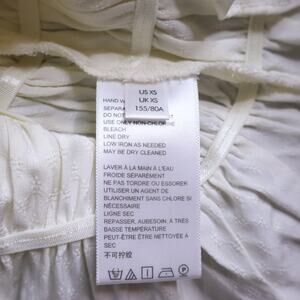 US XS
UK XS
155/80A
HAND W
SEPARA
DO NOT
USE ONLY NON-CHLORINE
BLEACH
LINE DRY
LOW IRON AS NEEDED
MAY BE DRY CLEANED
LAVER À LA MAIN À L'EAU
FROIDE SÉPARÉMENT
NE PAS TORDRE OU ESSORER
UTILISER UN AGENT DE
BLANCHIMENT SANS CHLORE SI
NÉCESSAIRE
LIGNE SEC
REPASSER, AUBESOIN, À TRÈS
BASSE TEMPÉRATURE
PEUT-ÊTRE ÊTRE NETTOYÉE À
SEC
不可拧绞